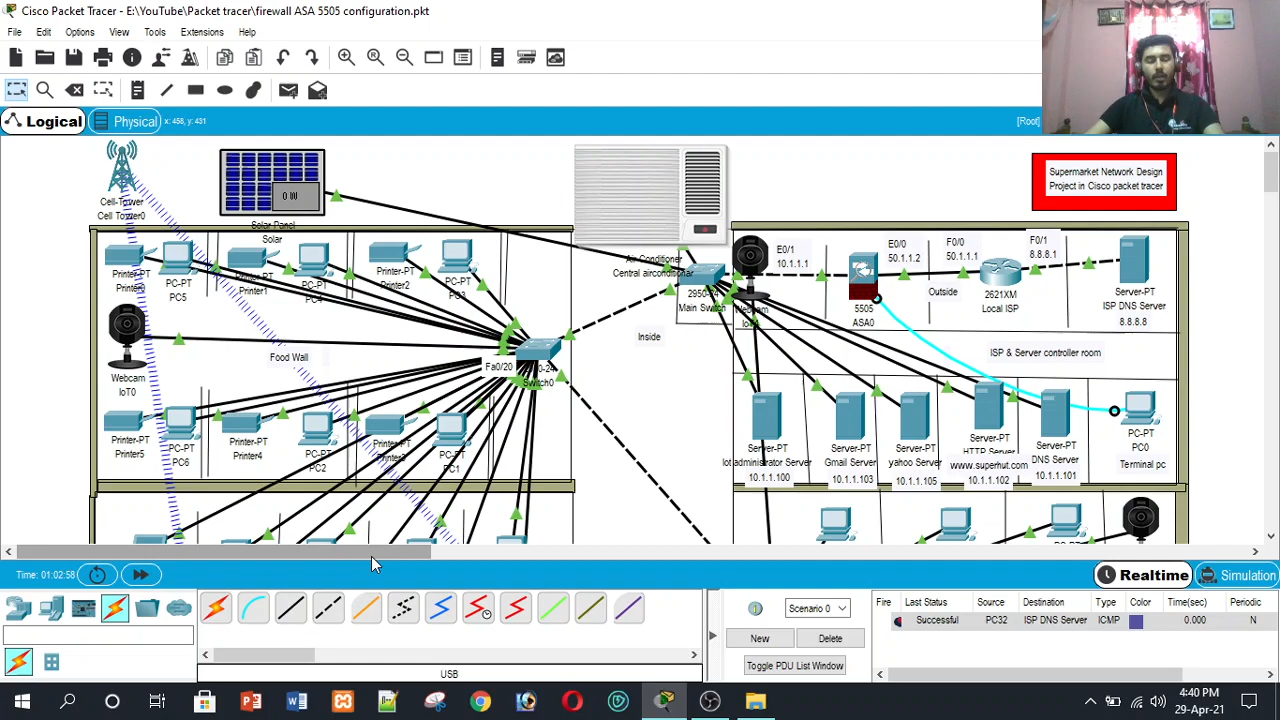 Cisco Packet Tracer - E:\YouTube\Packet tracer\firewall ASA 5505 configuration.pkt
File Edit Options View Tools Extensions Help
Logical Physical x: 456, y: 431 [Root]
Supermarket Network Design
Project in Cisco packet tracer
Cell-Tower
Cell Tower0
0 W
Solar Panel
Solar
Air Conditioner
Central airconditionar
Printer-PT
Printer0
PC5
Printer-PT
Printer1
PC-PT
PC4
Printer-PT
Printer2
PC-PT
PC3
2950-24
Main Switch
Webcam
E0/1
10.1.1.1
5505
ASA0
E0/0
50.1.1.2
Outside
F0/0
50.1.1.1
2621XM
Local ISP
F0/1
8.8.8.1
Server-PT
ISP DNS Server
8.8.8.8
Inside
Food Wall
Fa0/20
Switch0
ISP & Server controller room
Webcam
IoT0
Printer-PT
Printer5
PC-PT
PC6
Printer-PT
Printer4
PC-PT
PC2
Printer-PT
PC-PT
PC1
Server-PT
Iot administrator Server
10.1.1.100
Server-PT
Gmail Server
10.1.1.103
Server-PT
yahoo Server
10.1.1.105
Server-PT
HTTP Server
www.superhut.com
10.1.1.102
Server-PT
DNS Server
10.1.1.101
PC-PT
PC0
Terminal pc
Time: 01:02:58
Realtime Simulation
Scenario 0
New Delete
Toggle PDU List Window
Fire Last Status Source Destination Type Color Time(sec) Periodic
Successful PC32 ISP DNS Server ICMP 0.000 N
USB
4:40 PM
29-Apr-21